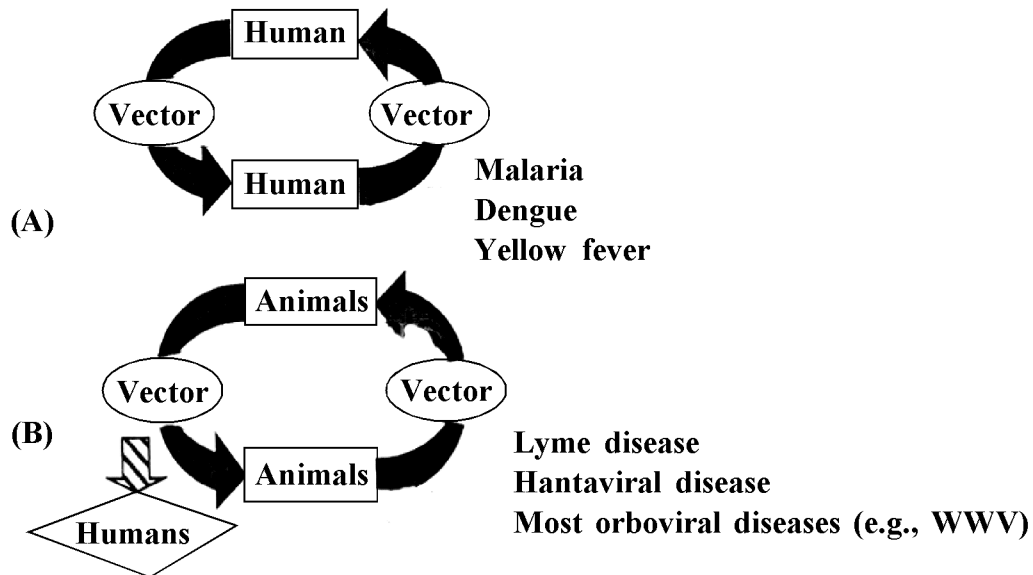 Human
Vector
Vector
Human
Malaria
Dengue
Yellow fever
(A)
Animals
Vector
Vector
Animals
(B)
Humans
Lyme disease
Hantaviral disease
Most orboviral diseases (e.g., WWV)